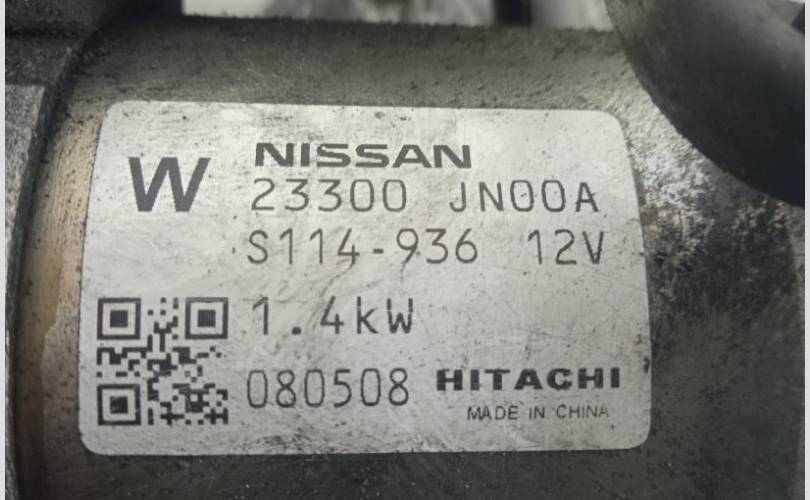 W
NISSAN
23300 JN00A
S114-936 12V
1.4kW
080508 HITACHI
MADE IN CHINA